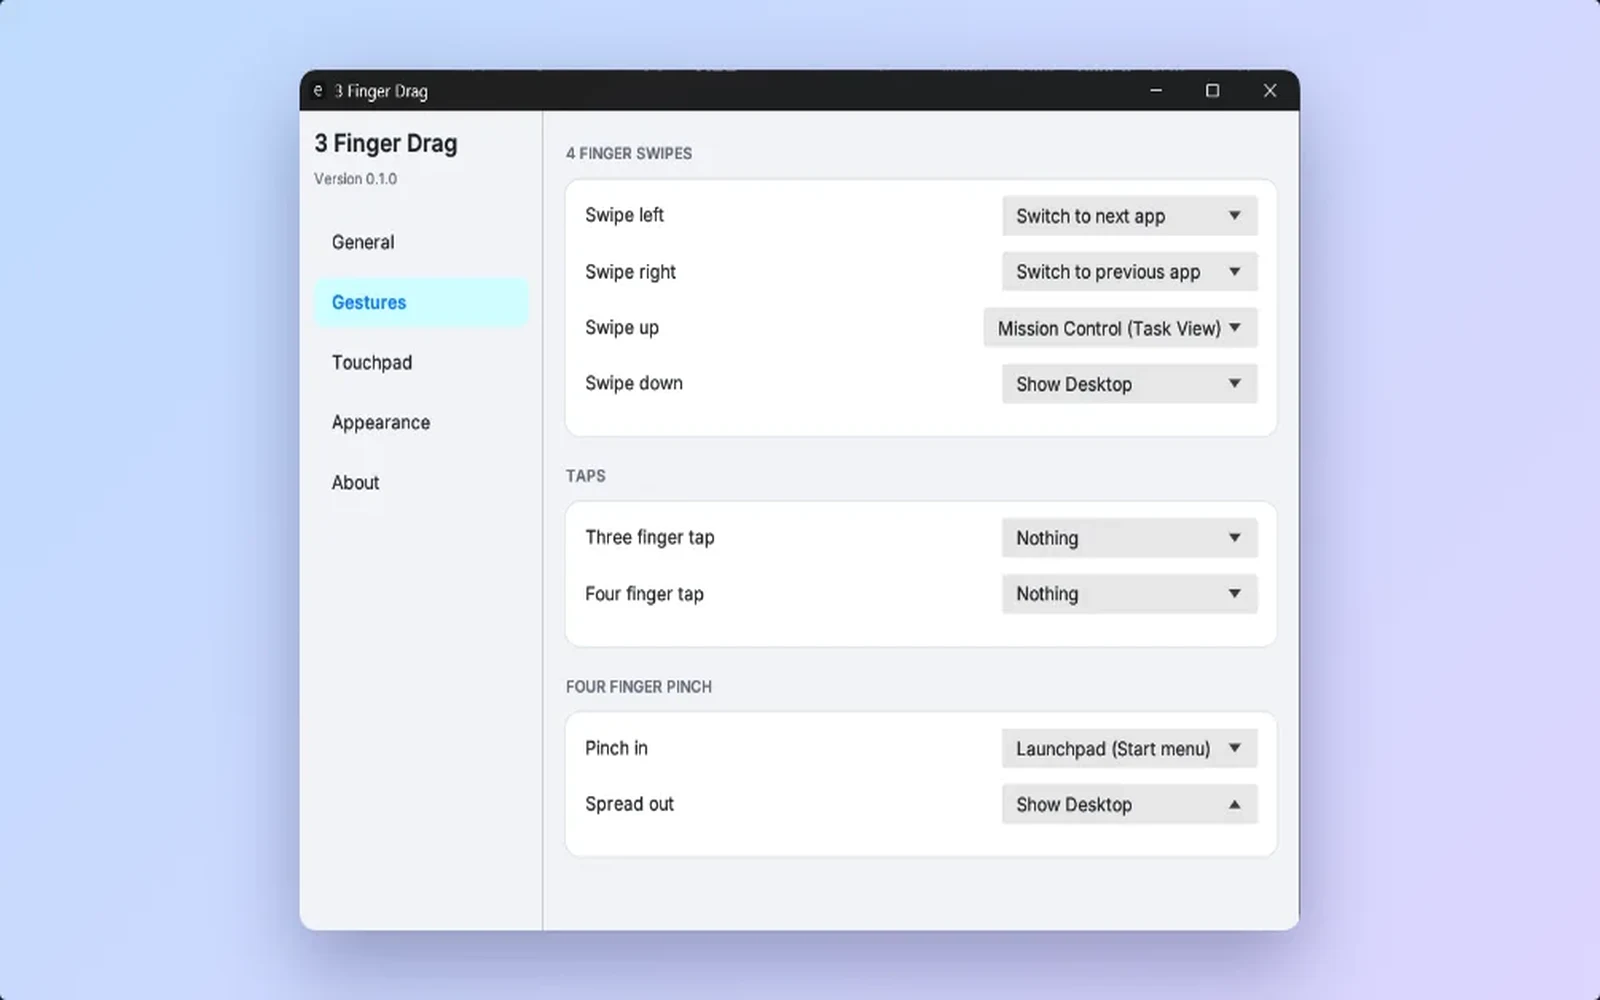 3 Finger Drag
3 Finger Drag
Version 0.1.0
General
Gestures
Touchpad
Appearance
About
4 FINGER SWIPES
Swipe left
Switch to next app
Swipe right
Switch to previous app
Swipe up
Mission Control (Task View)
Swipe down
Show Desktop
TAPS
Three finger tap
Nothing
Four finger tap
Nothing
FOUR FINGER PINCH
Pinch in
Launchpad (Start menu)
Spread out
Show Desktop